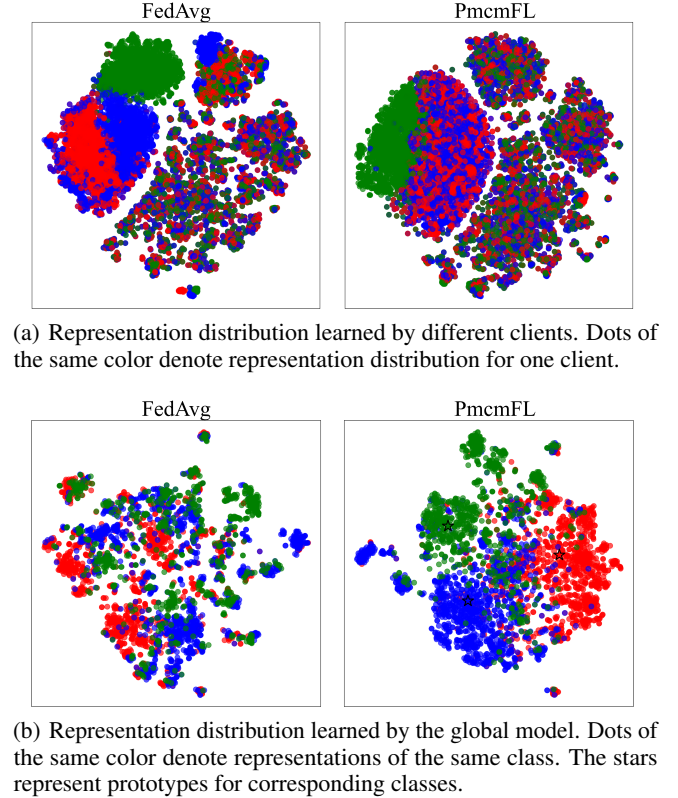 FedAvg PmcmFL
(a) Representation distribution learned by different clients. Dots of
the same color denote representation distribution for one client.
FedAvg PmcmFL
(b) Representation distribution learned by the global model. Dots of
the same color denote representations of the same class. The stars
represent prototypes for corresponding classes.